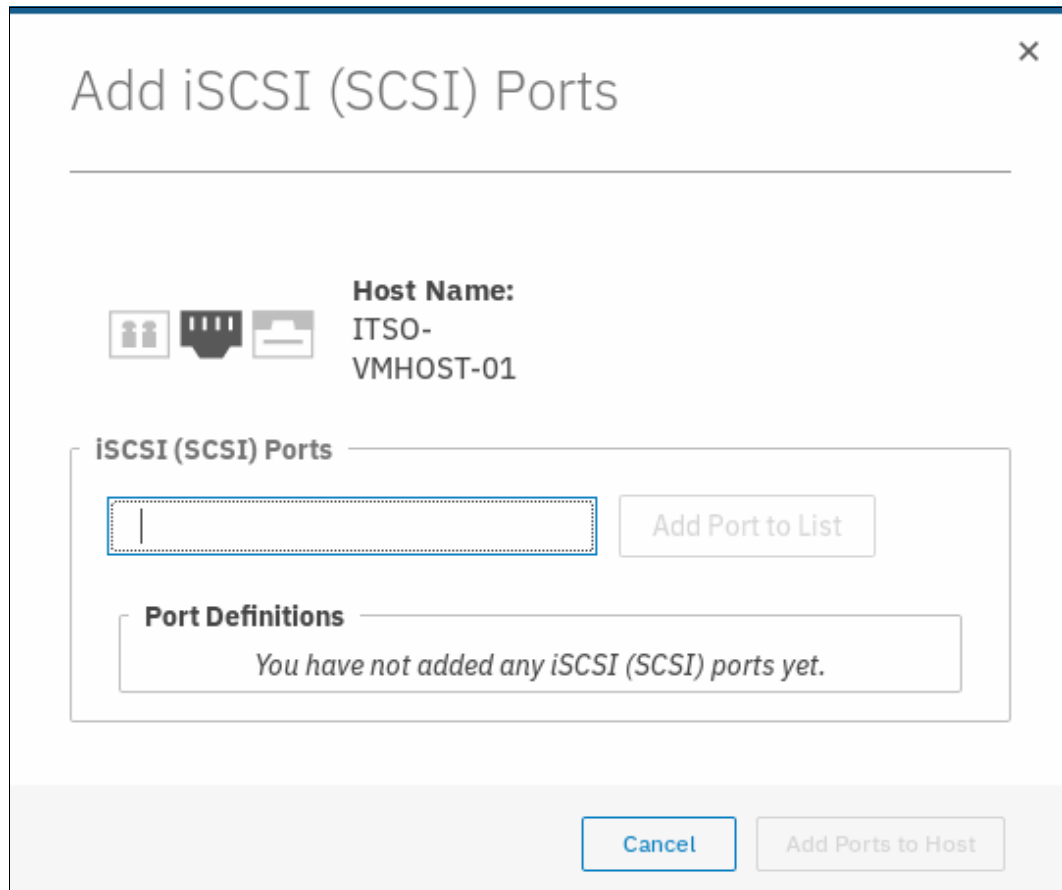 Add iSCSI (SCSI) Ports
Host Name:
ITSO-
VMHOST-01
iSCSI (SCSI) Ports
Add Port to List
Port Definitions
You have not added any iSCSI (SCSI) ports yet.
Cancel
Add Ports to Host